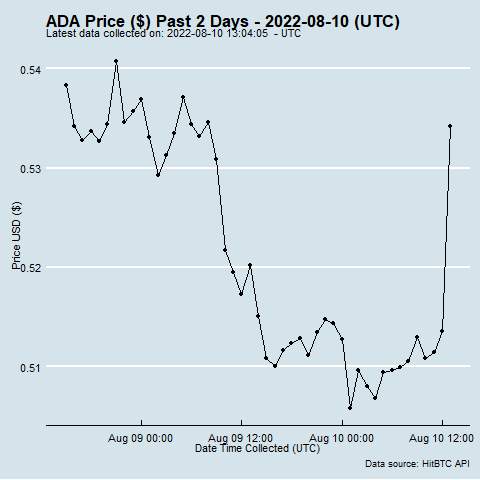 ADA Price ($) Past 2 Days - 2022-08-10 (UTC)
Latest data collected on: 2022-08-10 13:04:05  - UTC
0.54
0.53
0.52
0.51
Price USD ($)
Aug 09 00:00
Aug 09 12:00
Aug 10 00:00
Aug 10 12:00
Date Time Collected (UTC)
Data source: HitBTC API